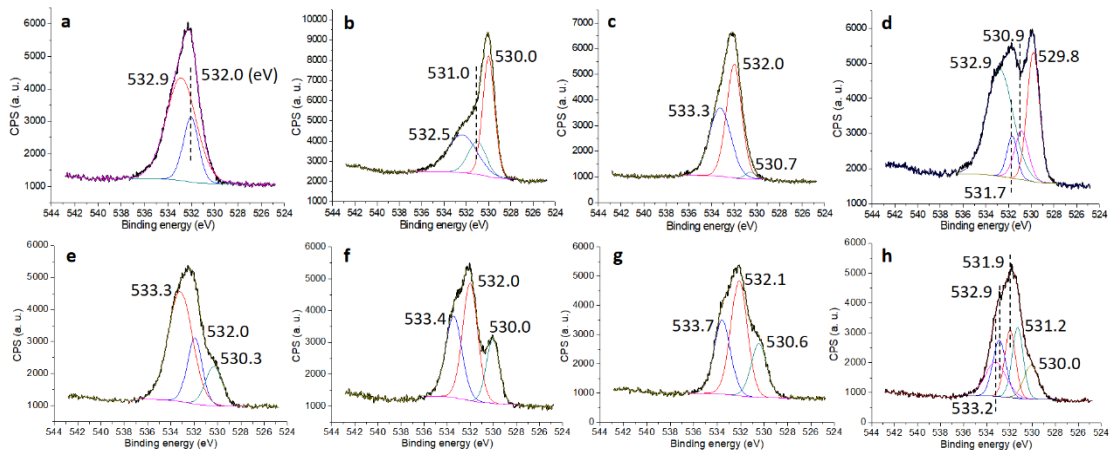 a
CPS (a. u.)
6000
5000
4000
3000
2000
1000
532.9
532.0 (eV)
544 542 540 538 536 534 532 530 528 526 524
Binding energy (eV)
b
CPS (a. u.)
10000
9000
8000
7000
6000
5000
4000
3000
2000
1000
531.0
530.0
532.5
544 542 540 538 536 534 532 530 528 526 524
Binding energy (eV)
c
CPS (a. u.)
7000
6000
5000
4000
3000
2000
1000
0
532.0
533.3
530.7
544 542 540 538 536 534 532 530 528 526 524
Binding energy (eV)
d
CPS (a. u.)
6000
5000
4000
3000
2000
1000
530.9
532.9
529.8
531.7
544 542 540 538 536 534 532 530 528 526 524
Binding energy (eV)
e
CPS (a. u.)
6000
5000
4000
3000
2000
1000
533.3
532.0
530.3
544 542 540 538 536 534 532 530 528 526 524
Binding energy (eV)
f
CPS (a. u.)
6000
5000
4000
3000
2000
1000
532.0
533.4
530.0
544 542 540 538 536 534 532 530 528 526 524
Binding energy (eV)
g
CPS (a. u.)
6000
5000
4000
3000
2000
1000
0
532.1
533.7
530.6
544 542 540 538 536 534 532 530 528 526 524
Binding energy (eV)
h
CPS (a. u.)
6000
5000
4000
3000
2000
1000
0
531.9
532.9
531.2
530.0
533.2
544 542 540 538 536 534 532 530 528 526 524
Binding energy (eV)